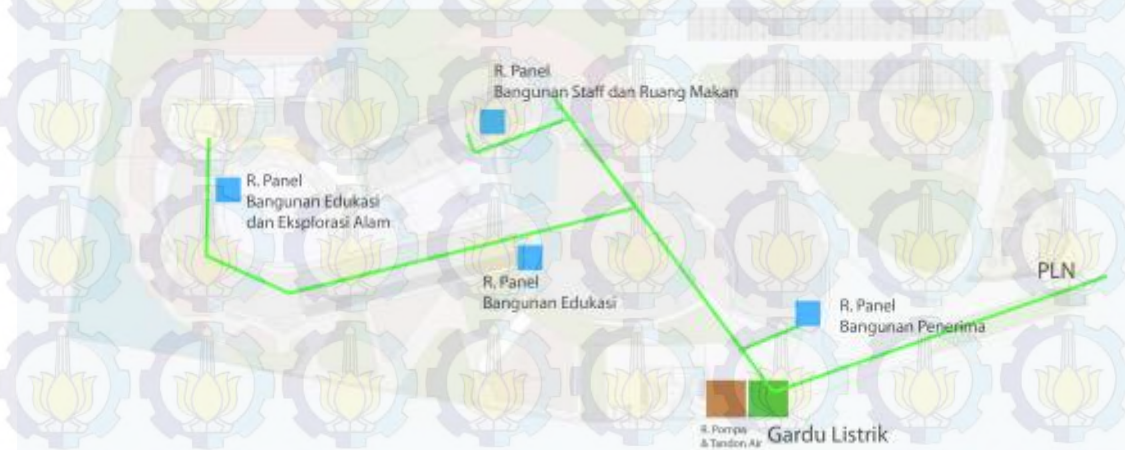 R. Panel
Bangunan Staff dan Ruang Makan
R. Panel
Bangunan Edukasi
dan Eksplorasi Alam
R. Panel
Bangunan Edukasi
PLN
R. Panel
Bangunan Penerima
R. Pompa
& Tandon Air
Gardu Listrik